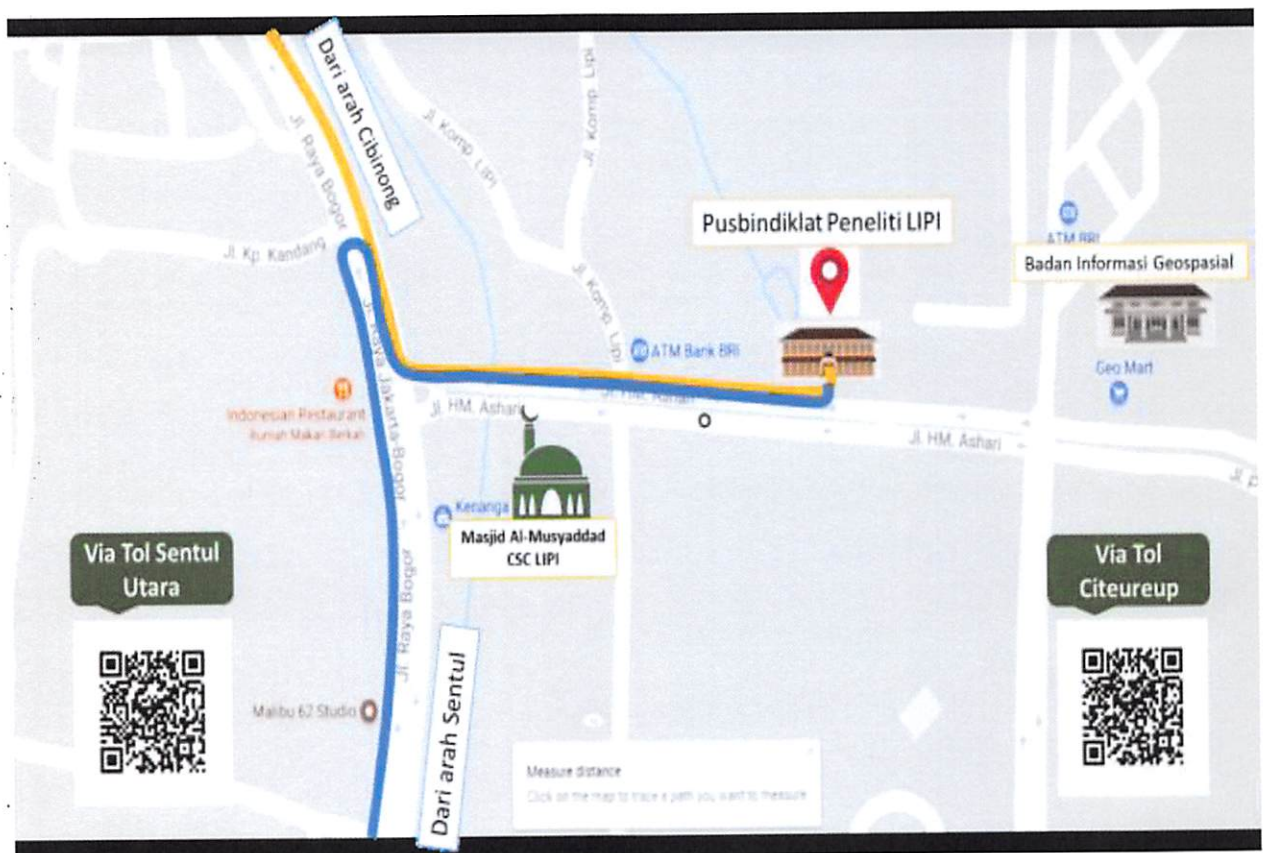 Dari arah Cibinong
Jl. Raya Bogor
Jl. Komp. LIPI
Jl. Komp. Lipi
Jl. Kp. Kandang
Pusbindiklat Peneliti LIPI
ATM BRI
Badan Informasi Geospasial
Jl. Komp. Lipi
ATM Bank BRI
Geo Mart
Jl. Raya Jakarta-Bogor
Indonesian Restaurant
Rumah Makan Berkah
Jl. HM. Ashari
Jl. HM. Ashari
Jl. HM. Ashari
Kenanga
Masjid Al-Musyaddad
CSC LIPI
Via Tol Sentul
Utara
Via Tol
Citeureup
Jl. Raya Bogor
Malibu 62 Studio
Dari arah Sentul
Measure distance
Click on the map to trace a path you want to measure